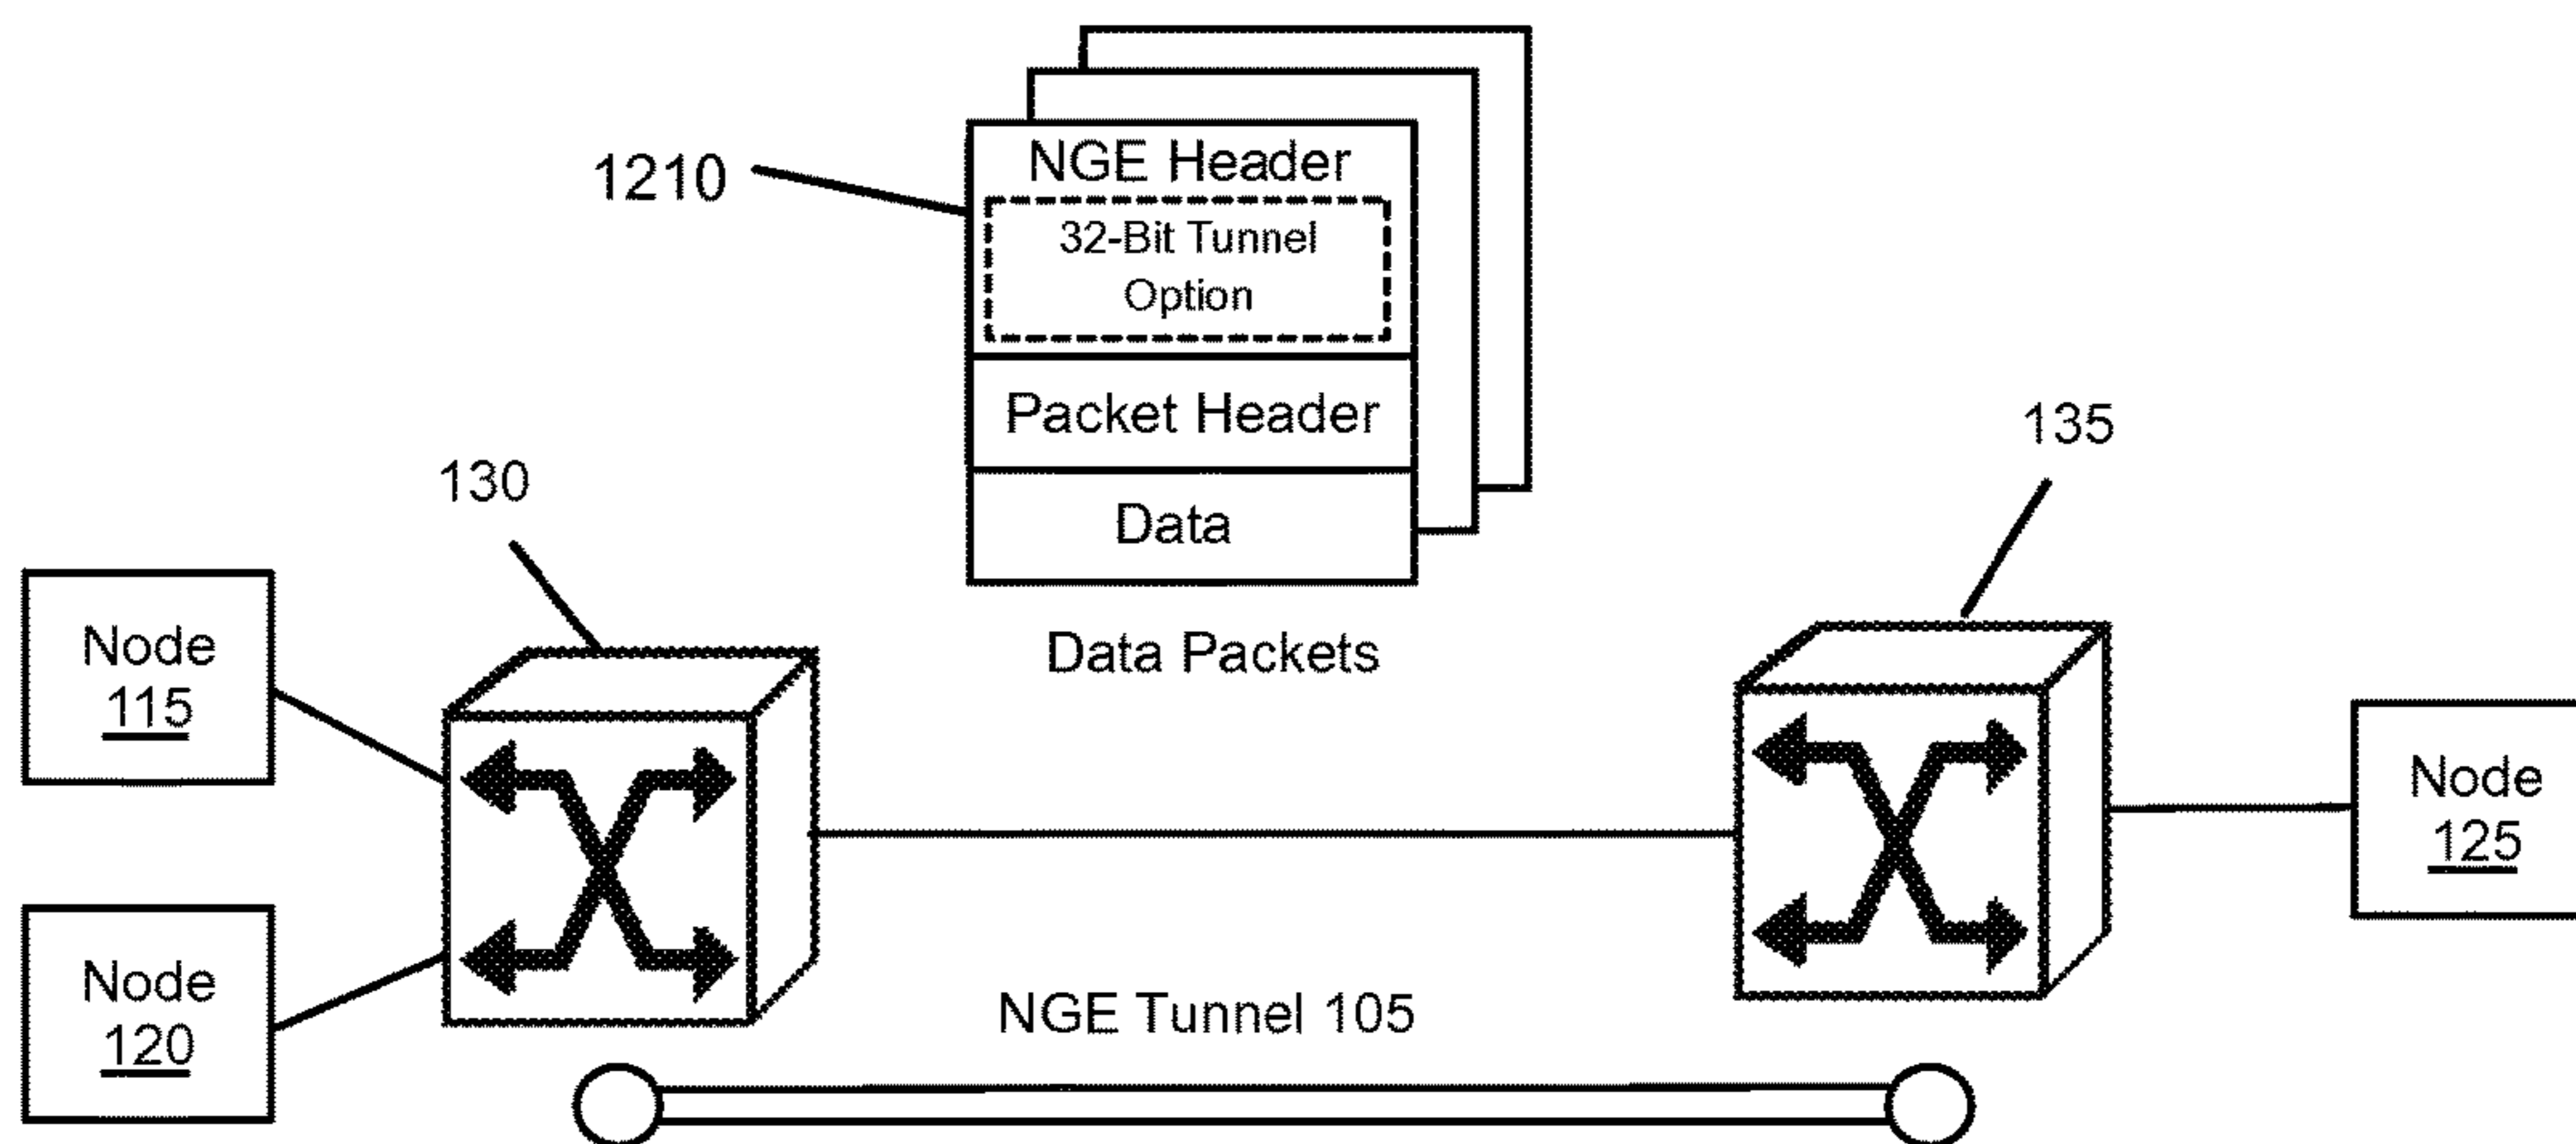 NGE Header
1210
32-Bit Tunnel
Option
Packet Header
135
130
Data
Node
115
Data Packets
Node
125
Node
120
NGE Tunnel 105